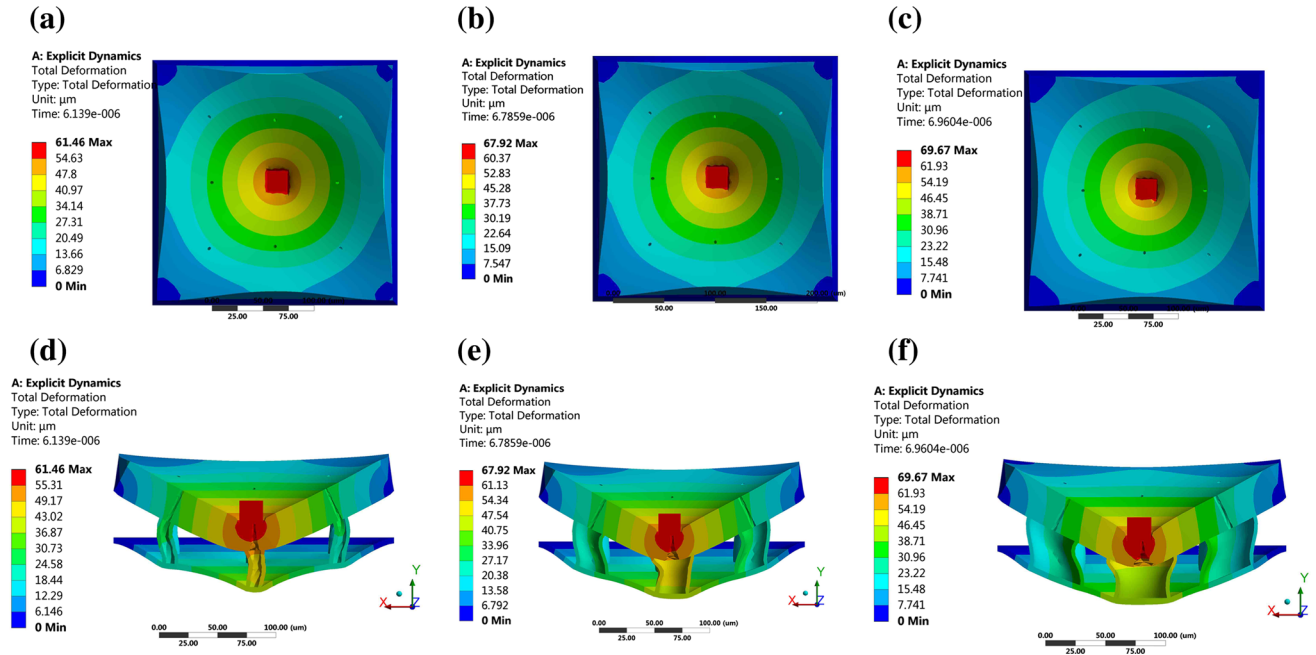 (a)
A: Explicit Dynamics
Total Deformation
Type: Total Deformation
Unit: µm
Time: 6.139e-006
61.46 Max
54.63
47.8
40.97
34.14
27.31
20.49
13.66
6.829
0 Min
25.00 75.00
(b)
A: Explicit Dynamics
Total Deformation
Type: Total Deformation
Unit: µm
Time: 6.7859e-006
67.92 Max
60.37
52.83
45.28
37.73
30.19
22.64
15.09
7.547
0 Min
0.00 100.00 200.00 (um)
50.00 150.00
(c)
A: Explicit Dynamics
Total Deformation
Type: Total Deformation
Unit: µm
Time: 6.9604e-006
69.67 Max
61.93
54.19
46.45
38.71
30.96
23.22
15.48
7.741
0 Min
25.00 75.00
(d)
A: Explicit Dynamics
Total Deformation
Type: Total Deformation
Unit: µm
Time: 6.139e-006
61.46 Max
55.31
49.17
43.02
36.87
30.73
24.58
18.44
12.29
6.146
0 Min
Y
X Z
0.00 50.00 100.00 (um)
25.00 75.00
(e)
A: Explicit Dynamics
Total Deformation
Type: Total Deformation
Unit: µm
Time: 6.7859e-006
67.92 Max
61.13
54.34
47.54
40.75
33.96
27.17
20.38
13.58
6.792
0 Min
Y
X Z
0.00 50.00 100.00 (um)
25.00 75.00
(f)
A: Explicit Dynamics
Total Deformation
Type: Total Deformation
Unit: µm
Time: 6.9604e-006
69.67 Max
61.93
54.19
46.45
38.71
30.96
23.22
15.48
7.741
0 Min
Y
X Z
0.00 50.00 100.00 (um)
25.00 75.00